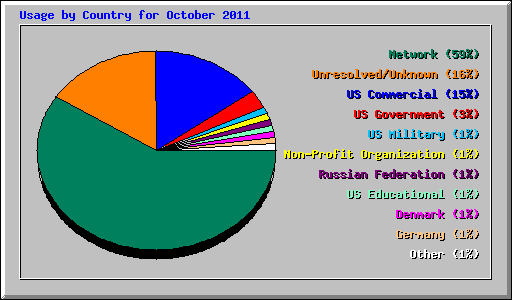 Usage by Country for October 2011
Network (59%)
Unresolved/Unknown (16%)
US Commercial (15%)
US Government (3%)
US Military (1%)
Non-Profit Organization (1%)
Russian Federation (1%)
US Educational (1%)
Denmark (1%)
Germany (1%)
Other (1%)